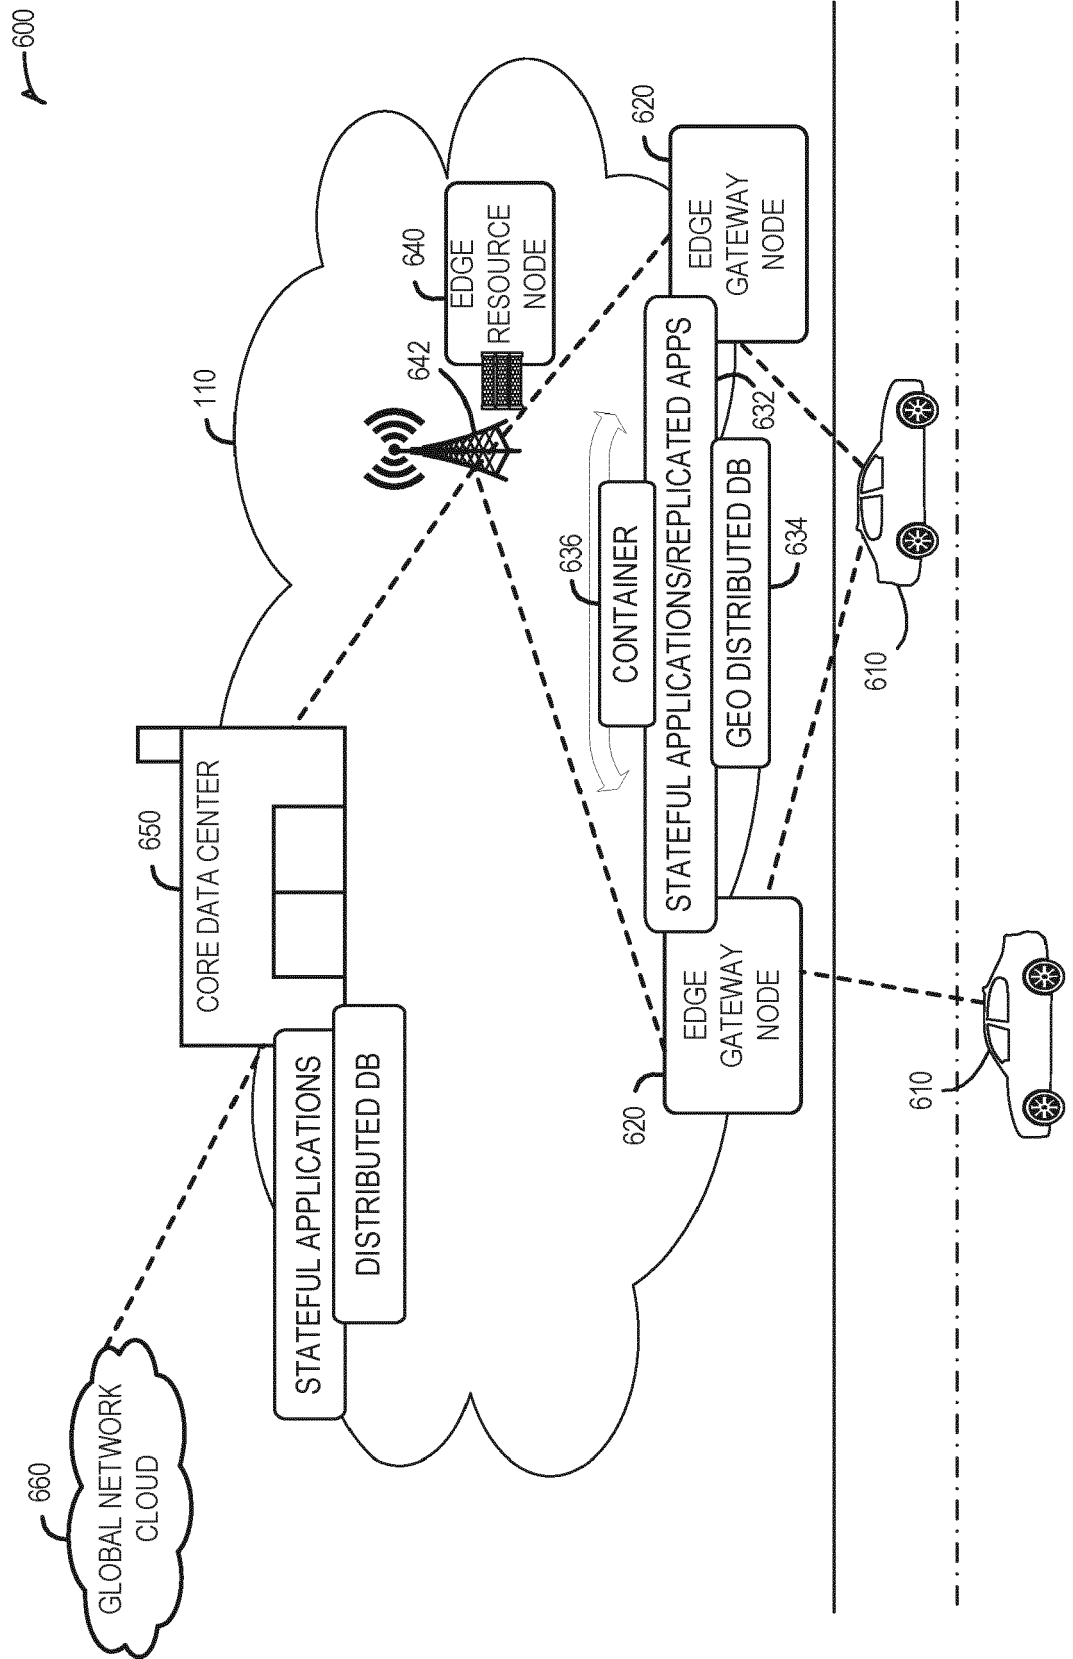 600
660
GLOBAL NETWORK
CLOUD
650
CORE DATA CENTER
STATEFUL APPLICATIONS
DISTRIBUTED DB
110
642
640
EDGE
RESOURCE
NODE
636
CONTAINER
STATEFUL APPLICATIONS/REPLICATED APPS
632
GEO DISTRIBUTED DB
634
620
EDGE
GATEWAY
NODE
620
EDGE
GATEWAY
NODE
610
610